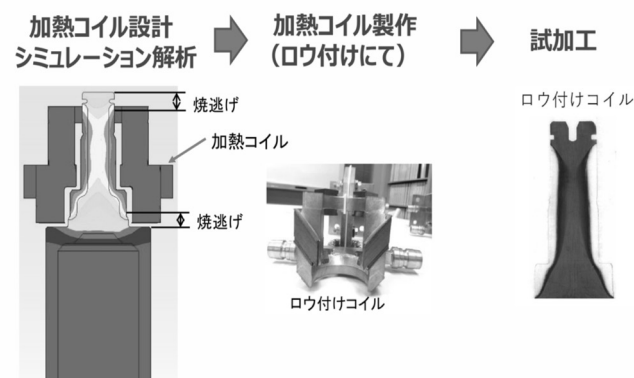 加熱コイル設計
シミュレーション解析
加熱コイル製作
（ロウ付けにて）
試加工
焼逃げ
加熱コイル
焼逃げ
ロウ付けコイル
ロウ付けコイル